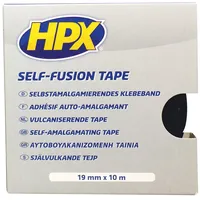 HPX
SELF-FUSION TAPE
SELBSTAMALGAMIERENDES KLEBEBAND
ADHÉSIF AUTO-AMALGAMANT
VULCANISERENDE TAPE
SELF-AMALGAMATING TAPE
ΑΥΤΟΒΟΥΛΚΑΝΙΖΟΜΕΝΗ ΤΑΙΝΙΑ
SJÄLVULKANDE TEJP
19 mm x 10 m